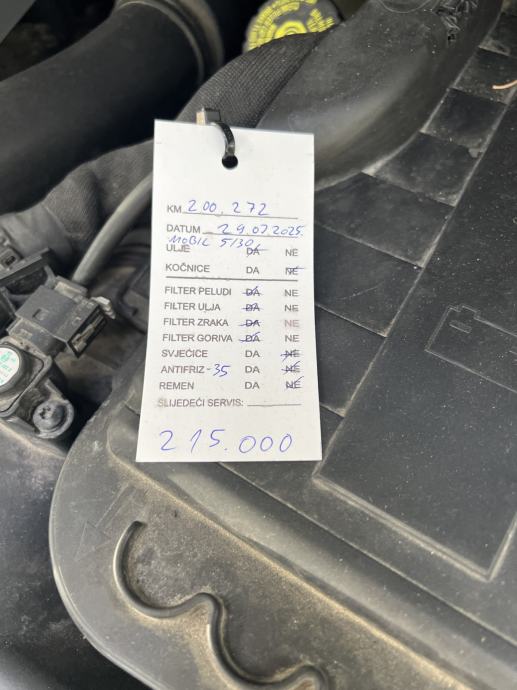 KM 200.272
DATUM 29.07.2025.
MOBIL 5/30
ULJE DA NE
KOČNICE DA NE
FILTER PELUDI DA NE
FILTER ULJA DA NE
FILTER ZRAKA DA NE
FILTER GORIVA DA NE
SVJEĆICE DA NE
ANTIFRIZ -35 DA NE
REMEN DA NE
SLIJEDEĆI SERVIS:
215.000